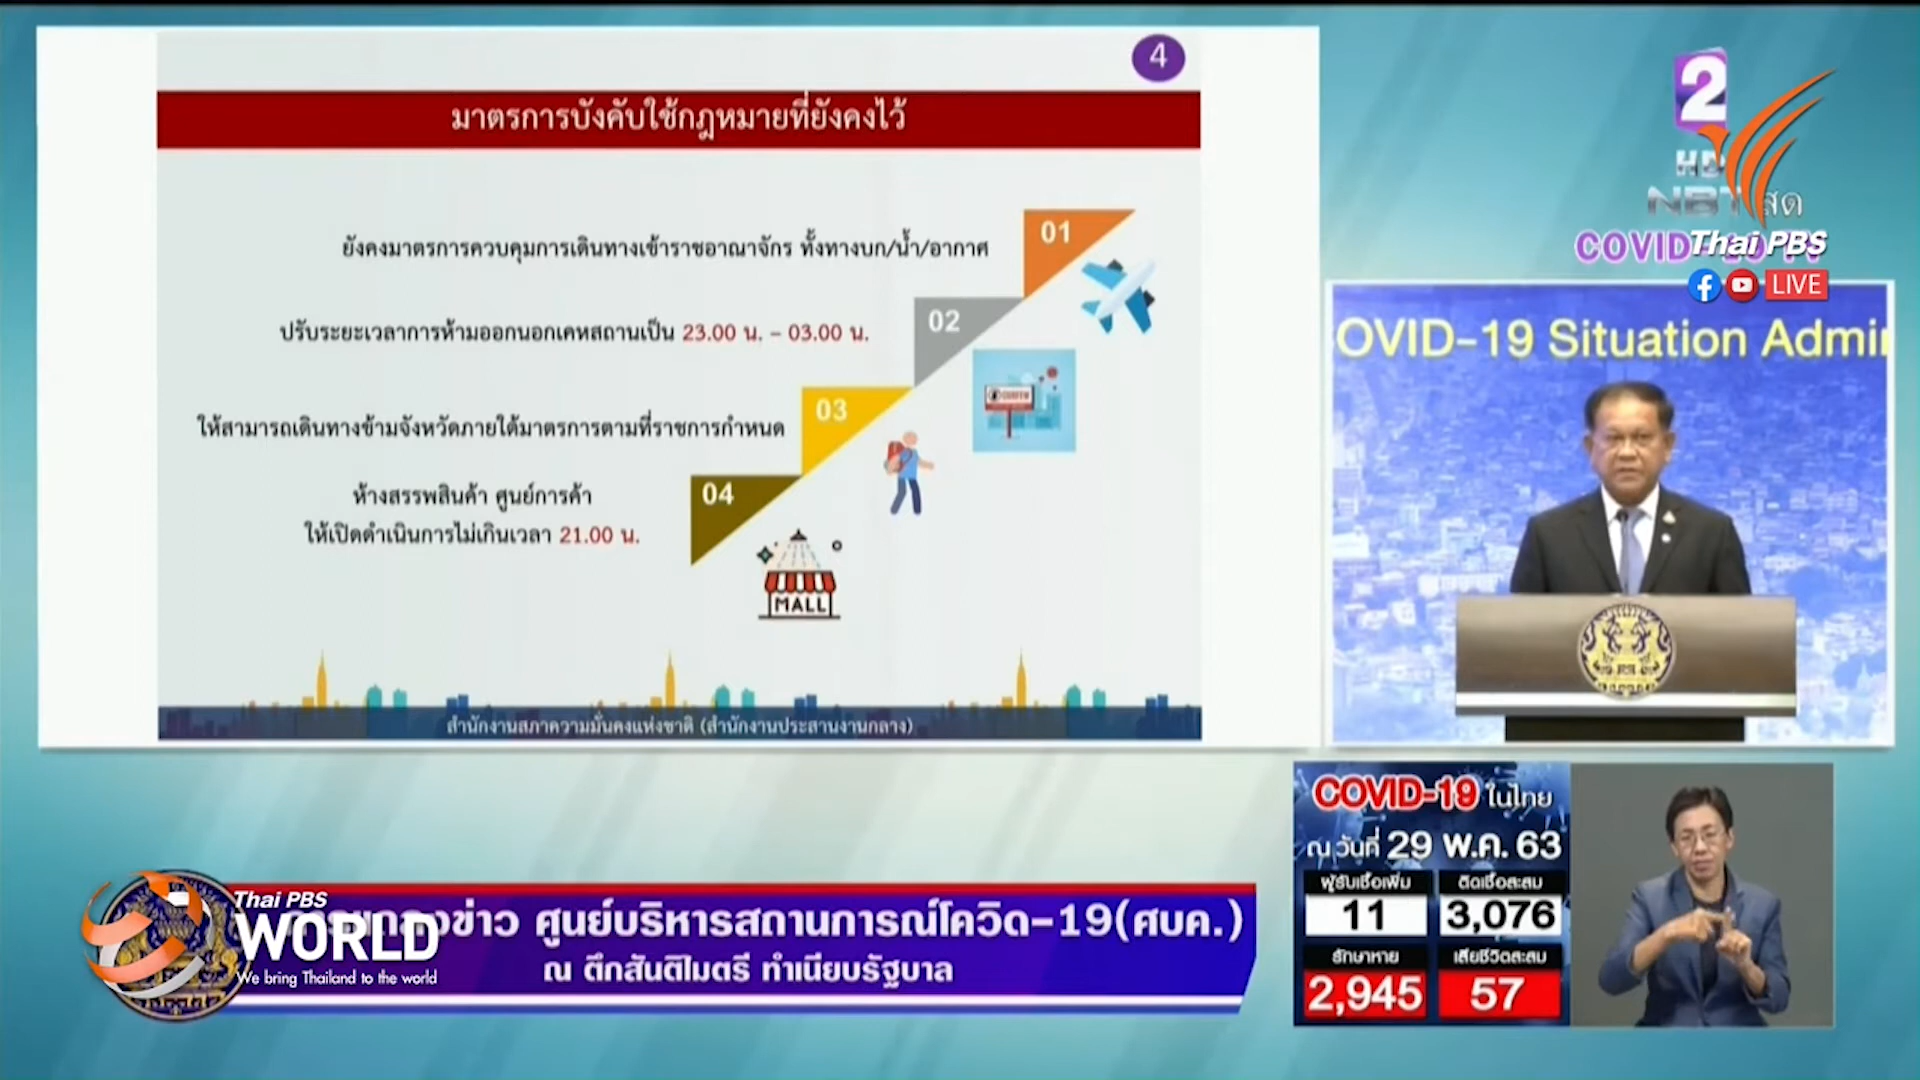 4
มาตรการบังคับใช้กฎหมายที่ยังคงไว้
01
ยังคงมาตรการควบคุมการเดินทางเข้าราชอาณาจักร ทั้งทางบก/น้ำ/อากาศ
02
ปรับระยะเวลาการห้ามออกนอกเคหสถานเป็น 23.00 น. – 03.00 น.
03
ให้สามารถเดินทางข้ามจังหวัดภายใต้มาตรการตามที่ราชการกำหนด
04
ห้างสรรพสินค้า ศูนย์การค้า
ให้เปิดดำเนินการไม่เกินเวลา 21.00 น.
MALL
สำนักงานสภาความมั่นคงแห่งชาติ (สำนักงานประสานงานกลาง)
2
HD
NBT สด
COVID
Thai PBS
LIVE
OVID-19 Situation Admi
COVID-19 ในไทย
ณ วันที่ 29 พ.ค. 63
ผู้รับเชื้อเพิ่ม ติดเชื้อสะสม
11 3,076
รักษาหาย เสียชีวิตสะสม
2,945 57
Thai PBS
WORLD
We bring Thailand to the world
ข่าว ศูนย์บริหารสถานการณ์โควิด-19(ศบค.)
ณ ตึกสันติไมตรี ทำเนียบรัฐบาล